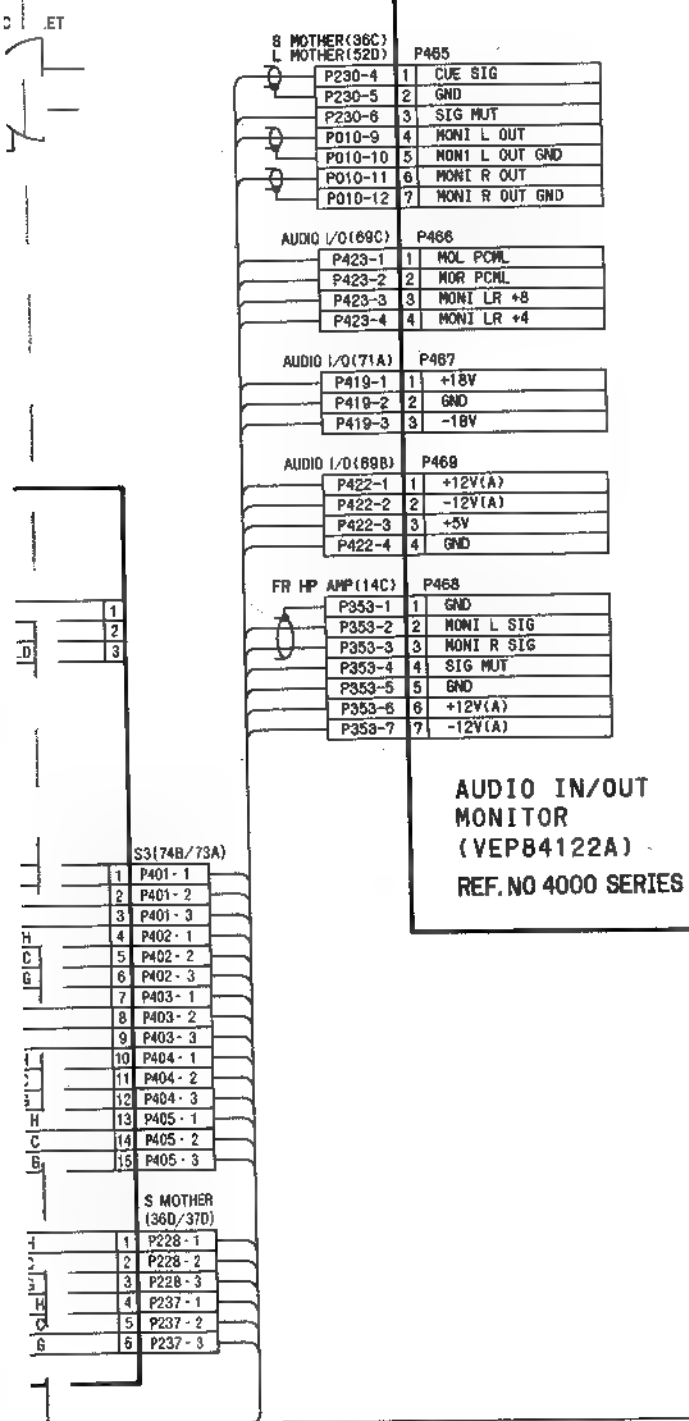 ET
S MOTHER(36C)
L MOTHER(52D) P465
P230-4 1 CUE SIG
P230-5 2 GND
P230-6 3 SIG MUT
P010-9 4 MONI L OUT
P010-10 5 MONI L OUT GND
P010-11 6 MONI R OUT
P010-12 7 MONI R OUT GND
AUDIO I/O(69C) P466
P423-1 1 MOL PCML
P423-2 2 MOR PCML
P423-3 3 MONI LR +8
P423-4 4 MONI LR +4
AUDIO I/O(71A) P467
P419-1 1 +18V
P419-2 2 GND
P419-3 3 -18V
AUDIO I/O(69B) P469
P422-1 1 +12V(A)
P422-2 2 -12V(A)
P422-3 3 +5V
P422-4 4 GND
FR HP AMP(14C) P468
P353-1 1 GND
P353-2 2 MONI L SIG
P353-3 3 MONI R SIG
P353-4 4 SIG MUT
P353-5 5 GND
P353-6 6 +12V(A)
P353-7 7 -12V(A)
1
2
3
AUDIO IN/OUT
MONITOR
(VEP84122A)
REF.NO 4000 SERIES
S3(74B/73A)
1 P401-1
2 P401-2
3 P401-3
H 4 P402-1
C 5 P402-2
G 6 P402-3
7 P403-1
8 P403-2
9 P403-3
10 P404-1
11 P404-2
12 P404-3
H 13 P405-1
C 14 P405-2
G 15 P405-3
S MOTHER
(36D/37D)
1 P228-1
2 P228-2
3 P228-3
H 4 P237-1
C 5 P237-2
G 6 P237-3